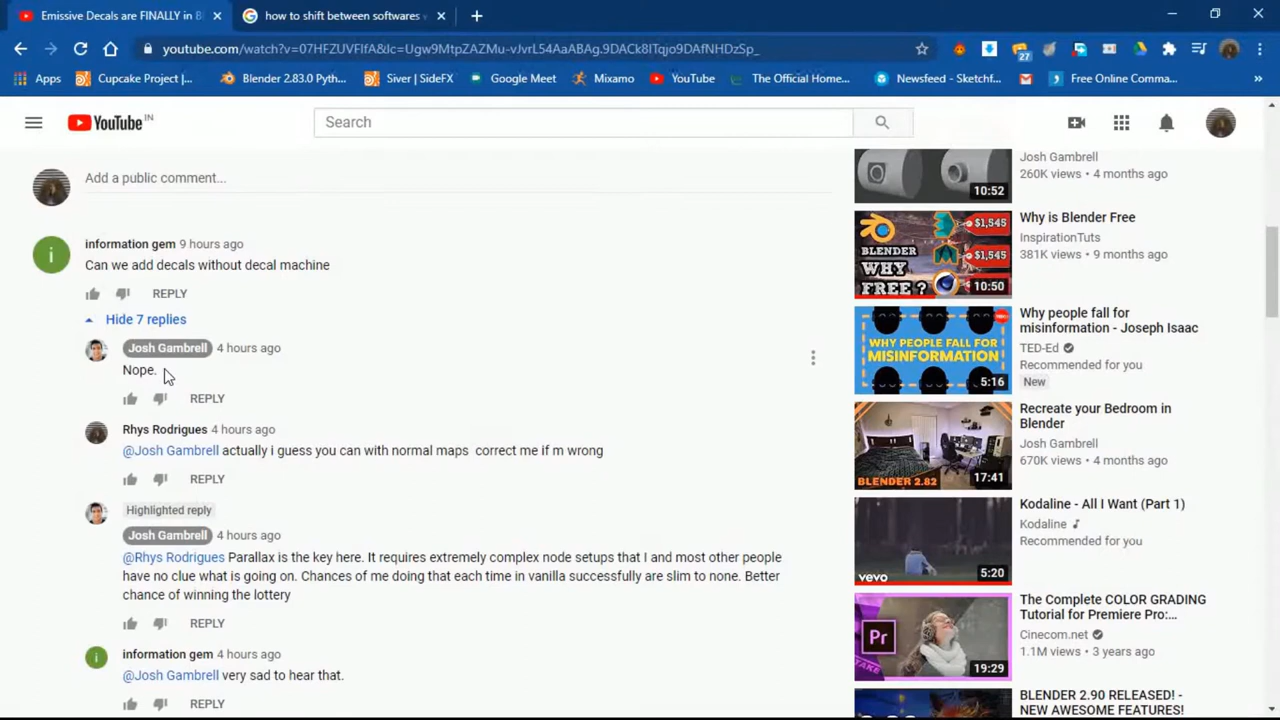 Emissive Decals are FINALLY in B
how to shift between softwares
youtube.com/watch?v=07HFZUVFIfA&lc=Ugw9MtpZAZMu-vJvrL54AaABAg.9DACk8ITqjo9DAfNHDzSp_
27
Apps
Cupcake Project |...
Blender 2.83.0 Pyth...
Siver | SideFX
Google Meet
Mixamo
YouTube
The Official Home...
Newsfeed - Sketchf...
Free Online Comma...
YouTube IN
Search
Add a public comment...
information gem 9 hours ago
Can we add decals without decal machine
REPLY
Hide 7 replies
Josh Gambrell 4 hours ago
Nope.
REPLY
Rhys Rodrigues 4 hours ago
@Josh Gambrell actually i guess you can with normal maps correct me if m wrong
REPLY
Highlighted reply
Josh Gambrell 4 hours ago
@Rhys Rodrigues Parallax is the key here. It requires extremely complex node setups that I and most other people
have no clue what is going on. Chances of me doing that each time in vanilla successfully are slim to none. Better
chance of winning the lottery
REPLY
information gem 4 hours ago
@Josh Gambrell very sad to hear that.
REPLY
10:52
Josh Gambrell
260K views • 4 months ago
BLENDER
WHY
FREE ?
$1,545
$1,545
10:50
Why is Blender Free
InspirationTuts
381K views • 9 months ago
WHY PEOPLE FALL FOR
MISINFORMATION
5:16
Why people fall for
misinformation - Joseph Isaac
TED-Ed
Recommended for you
New
BLENDER 2.82
17:41
Recreate your Bedroom in
Blender
Josh Gambrell
670K views • 4 months ago
vevo
5:20
Kodaline - All I Want (Part 1)
Kodaline
Recommended for you
Pr
TAKE
19:29
The Complete COLOR GRADING
Tutorial for Premiere Pro:...
Cinecom.net
1.1M views • 3 years ago
BLENDER 2.90 RELEASED! -
NEW AWESOME FEATURES!